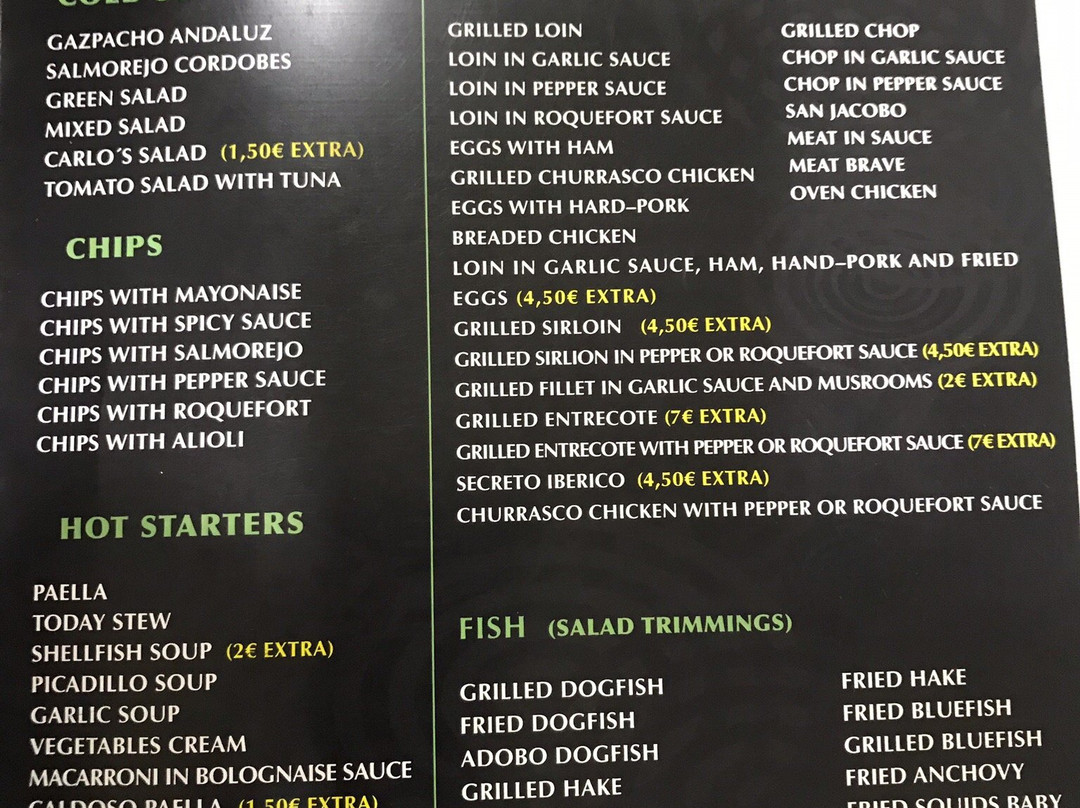 GAZPACHO ANDALUZ
SALMOREJO CORDOBES
GREEN SALAD
MIXED SALAD
CARLO´S SALAD (1,50€ EXTRA)
TOMATO SALAD WITH TUNA
CHIPS
CHIPS WITH MAYONAISE
CHIPS WITH SPICY SAUCE
CHIPS WITH SALMOREJO
CHIPS WITH PEPPER SAUCE
CHIPS WITH ROQUEFORT
CHIPS WITH ALIOLI
HOT STARTERS
PAELLA
TODAY STEW
SHELLFISH SOUP (2€ EXTRA)
PICADILLO SOUP
GARLIC SOUP
VEGETABLES CREAM
MACARRONI IN BOLOGNAISE SAUCE
CALDOSO PAELLA (1,50€ EXTRA)
GRILLED LOIN
LOIN IN GARLIC SAUCE
LOIN IN PEPPER SAUCE
LOIN IN ROQUEFORT SAUCE
EGGS WITH HAM
GRILLED CHURRASCO CHICKEN
EGGS WITH HARD-PORK
BREADED CHICKEN
LOIN IN GARLIC SAUCE, HAM, HAND-PORK AND FRIED
EGGS (4,50€ EXTRA)
GRILLED SIRLOIN (4,50€ EXTRA)
GRILLED SIRLION IN PEPPER OR ROQUEFORT SAUCE (4,50€ EXTRA)
GRILLED FILLET IN GARLIC SAUCE AND MUSROOMS (2€ EXTRA)
GRILLED ENTRECOTE (7€ EXTRA)
GRILLED ENTRECOTE WITH PEPPER OR ROQUEFORT SAUCE (7€ EXTRA)
SECRETO IBERICO (4,50€ EXTRA)
CHURRASCO CHICKEN WITH PEPPER OR ROQUEFORT SAUCE
GRILLED CHOP
CHOP IN GARLIC SAUCE
CHOP IN PEPPER SAUCE
SAN JACOBO
MEAT IN SAUCE
MEAT BRAVE
OVEN CHICKEN
FISH (SALAD TRIMMINGS)
GRILLED DOGFISH
FRIED DOGFISH
ADOBO DOGFISH
GRILLED HAKE
FRIED HAKE
FRIED BLUEFISH
GRILLED BLUEFISH
FRIED ANCHOVY
FRIED SQUIDS BABY